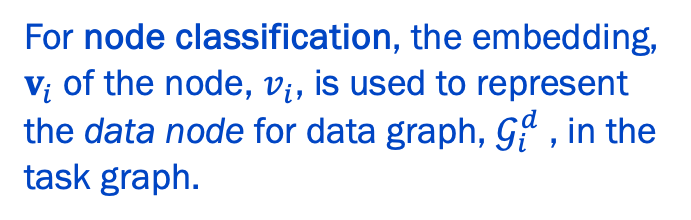 For node classification, the embedding,
𝐯ᵢ of the node, 𝑣ᵢ, is used to represent
the data node for data graph, 𝒢ᵢᵈ , in the
task graph.